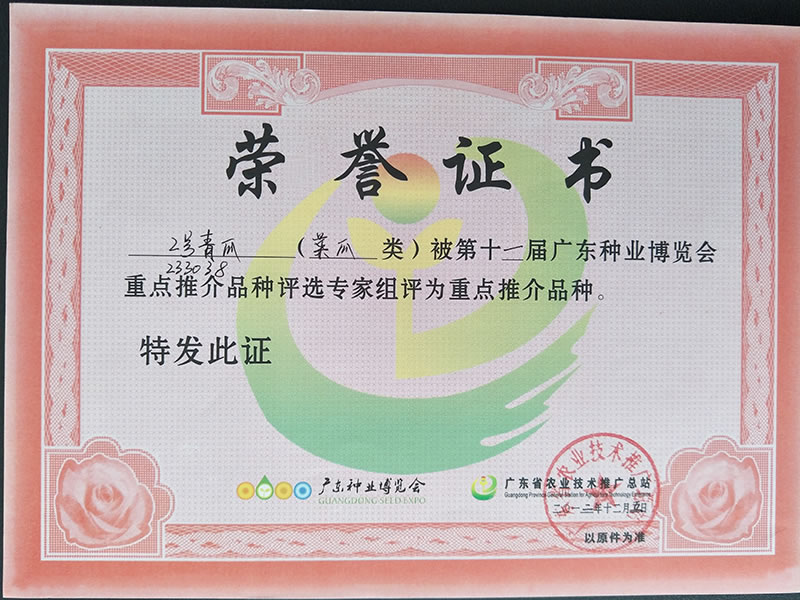 荣誉证书
2号青瓜 (菜瓜 类) 被第十一届广东种业博览会
233038
重点推介品种评选专家组评为重点推介品种。
特发此证
广东种业博览会
GUANGDONG SEED EXPO
广东省农业技术推广总站
二〇一二年十二月五日
以原件为准